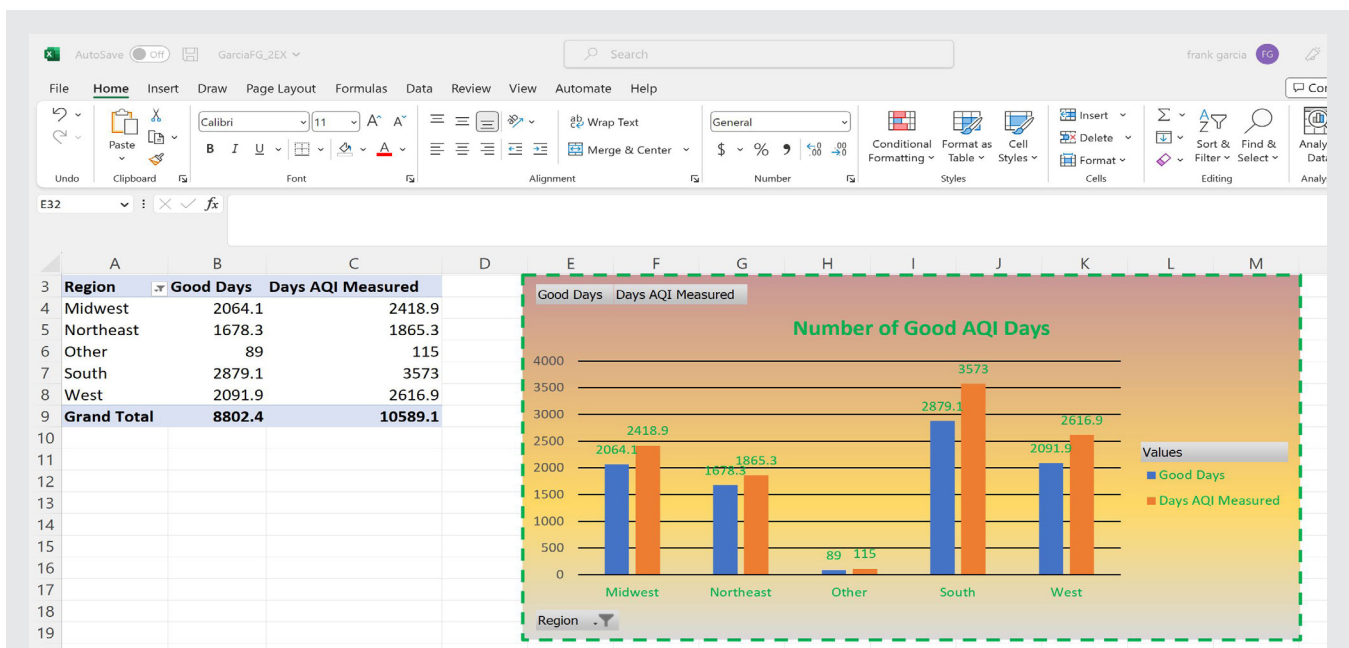 AutoSave Off GarciaFG_2EX Search frank garcia FG
File Home Insert Draw Page Layout Formulas Data Review View Automate Help
Paste Calibri 11 A^ A B I U A
Wrap Text
Merge & Center
General
$ % 9 .00 .00
Conditional Formatting
Format as Table
Cell Styles
Insert
Delete
Format
Sort & Filter
Find & Select
Undo Clipboard Font Alignment Number Styles Cells Editing
E32 fx
A B C D E F G H I J K L M
3 Region Good Days Days AQI Measured
4 Midwest 2064.1 2418.9
5 Northeast 1678.3 1865.3
6 Other 89 115
7 South 2879.1 3573
8 West 2091.9 2616.9
9 Grand Total 8802.4 10589.1
10
11
12
13
14
15
16
17
18
19
Good Days Days AQI Measured
Number of Good AQI Days
4000
3500
3000
2500
2000
1500
1000
500
0
2064.1 2418.9
1678.3 1865.3
89 115
2879.1 3573
2091.9 2616.9
Midwest Northeast Other South West
Values
Good Days
Days AQI Measured
Region